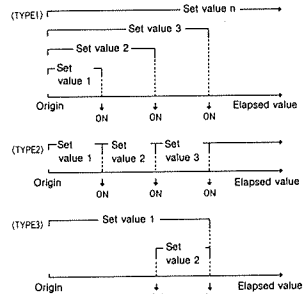 (TYPE1) Set value n
Set value 3
Set value 2
Set
value 1
Origin Elapsed value
ON ON ON
(TYPE2) Set Set Set
value 1 value 2 value 3
Origin Elapsed value
ON ON ON
(TYPE3) Set value 1
Set
value 2
Origin Elapsed value